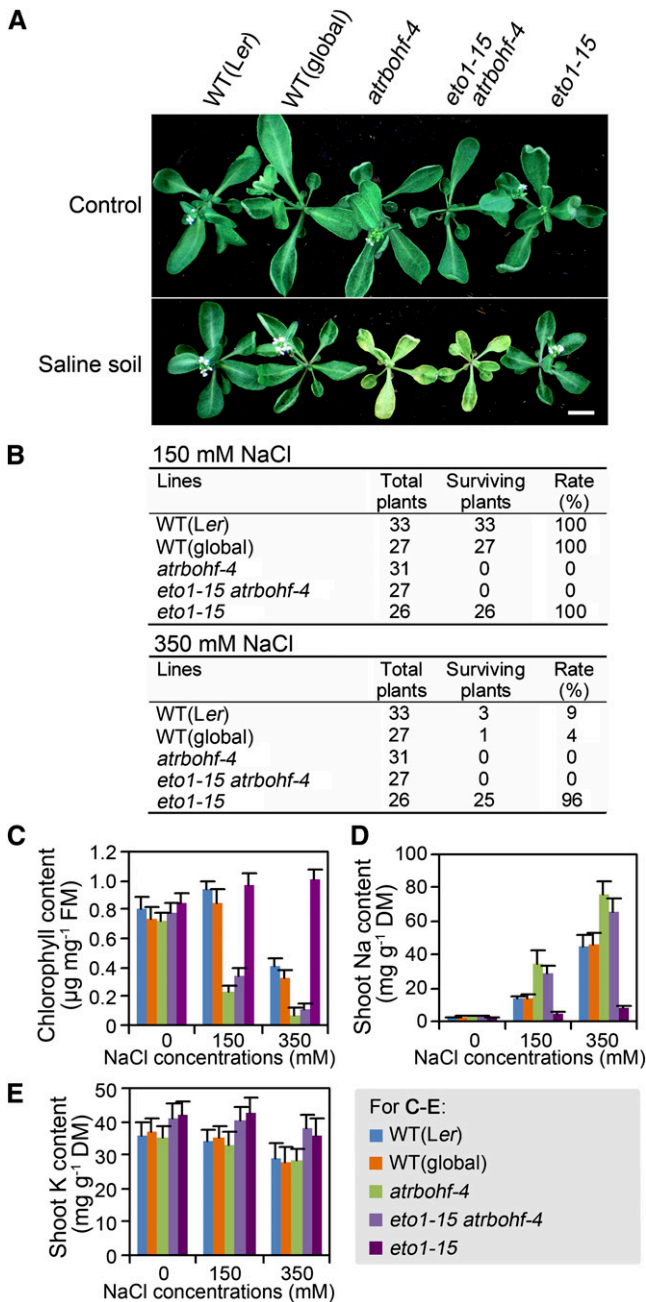 A
WT(Ler)
WT(global)
atrbohf-4
eto1-15
atrbohf-4
eto1-15
Control
Saline soil
B
150 mM NaCl
Lines Total plants Surviving plants Rate (%)
WT(Ler) 33 33 100
WT(global) 27 27 100
atrbohf-4 31 0 0
eto1-15 atrbohf-4 27 0 0
eto1-15 26 26 100
350 mM NaCl
Lines Total plants Surviving plants Rate (%)
WT(Ler) 33 3 9
WT(global) 27 1 4
atrbohf-4 31 0 0
eto1-15 atrbohf-4 27 0 0
eto1-15 26 25 96
C
Chlorophyll content
(µg mg⁻¹ FM)
1.2
1.0
0.8
0.6
0.4
0.2
0
0 150 350
NaCl concentrations (mM)
D
Shoot Na content
(mg g⁻¹ DM)
100
80
60
40
20
0
0 150 350
NaCl concentrations (mM)
E
Shoot K content
(mg g⁻¹ DM)
50
40
30
20
10
0
0 150 350
NaCl concentrations (mM)
For C-E:
WT(Ler)
WT(global)
atrbohf-4
eto1-15 atrbohf-4
eto1-15